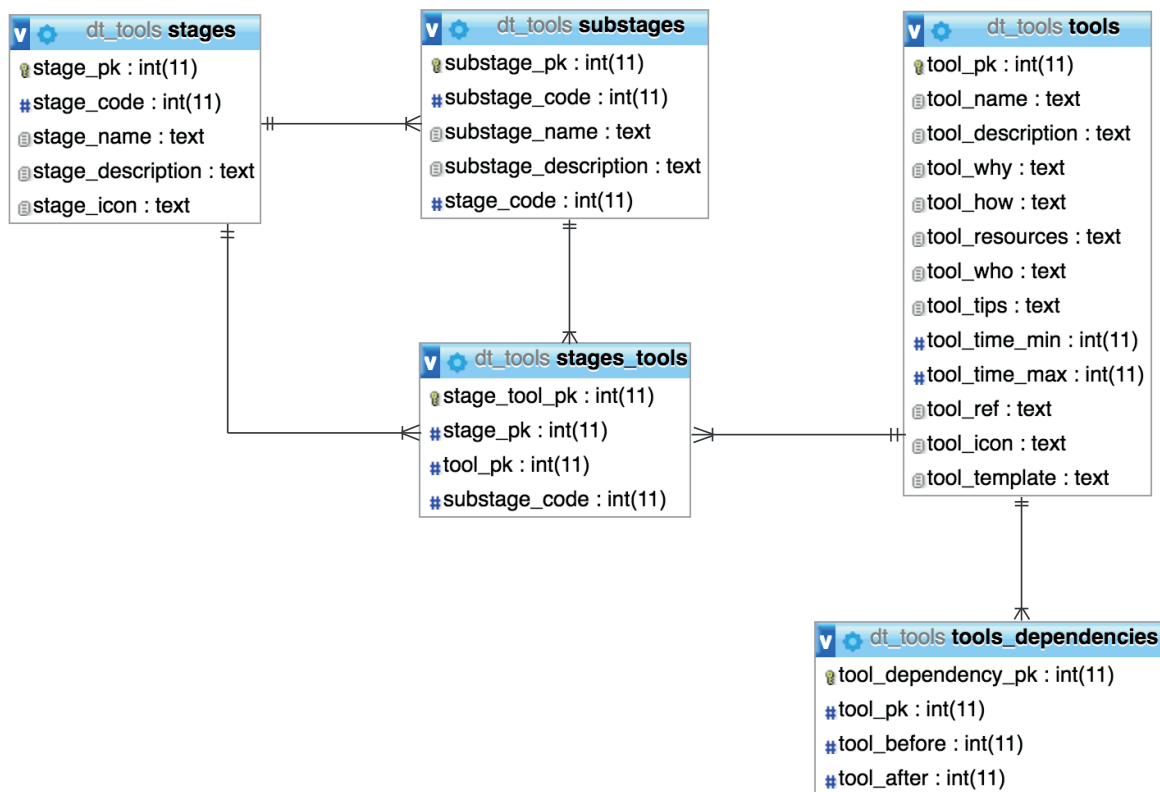 dt_tools stages
stage_pk : int(11)
stage_code : int(11)
stage_name : text
stage_description : text
stage_icon : text
dt_tools substages
substage_pk : int(11)
substage_code : int(11)
substage_name : text
substage_description : text
stage_code : int(11)
dt_tools tools
tool_pk : int(11)
tool_name : text
tool_description : text
tool_why : text
tool_how : text
tool_resources : text
tool_who : text
tool_tips : text
tool_time_min : int(11)
tool_time_max : int(11)
tool_ref : text
tool_icon : text
tool_template : text
dt_tools stages_tools
stage_tool_pk : int(11)
stage_pk : int(11)
tool_pk : int(11)
substage_code : int(11)
dt_tools tools_dependencies
tool_dependency_pk : int(11)
tool_pk : int(11)
tool_before : int(11)
tool_after : int(11)